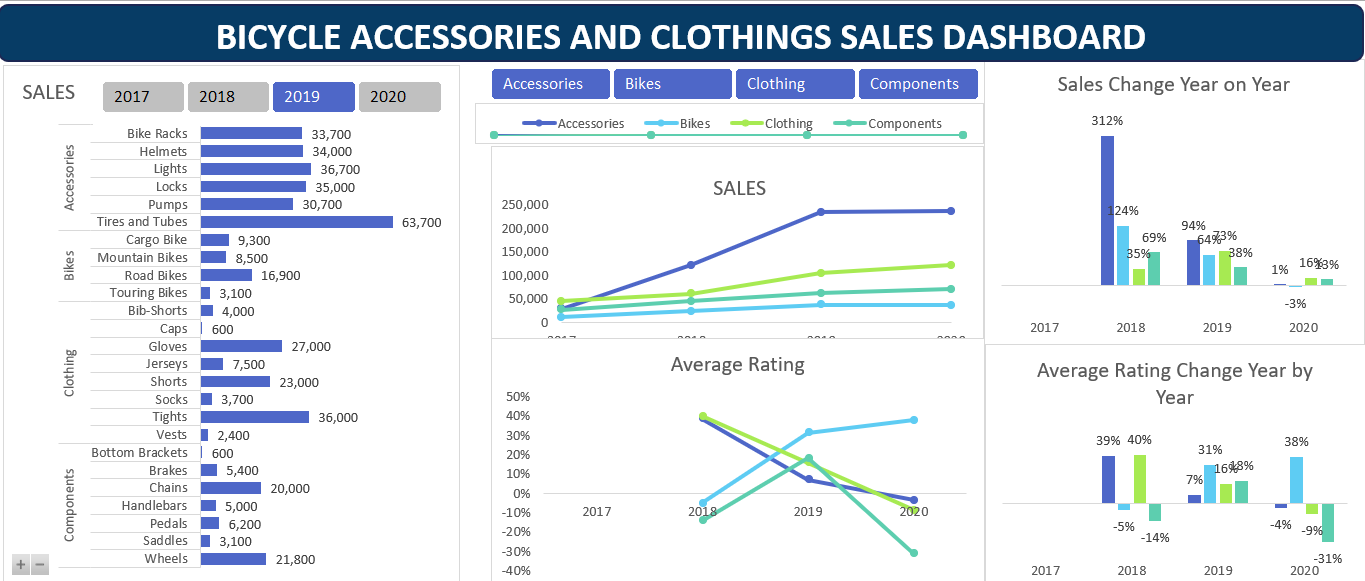 BICYCLE ACCESSORIES AND CLOTHINGS SALES DASHBOARD
SALES
2017 2018 2019 2020
Accessories
Bike Racks 33,700
Helmets 34,000
Lights 36,700
Locks 35,000
Pumps 30,700
Tires and Tubes 63,700
Bikes
Cargo Bike 9,300
Mountain Bikes 8,500
Road Bikes 16,900
Touring Bikes 3,100
Clothing
Bib-Shorts 4,000
Caps 600
Gloves 27,000
Jerseys 7,500
Shorts 23,000
Socks 3,700
Tights 36,000
Vests 2,400
Components
Bottom Brackets 600
Brakes 5,400
Chains 20,000
Handlebars 5,000
Pedals 6,200
Saddles 3,100
Wheels 21,800
+ −
Accessories Bikes Clothing Components
Accessories Bikes Clothing Components
SALES
250,000
200,000
150,000
100,000
50,000
0
2017 2018 2019 2020
Average Rating
50%
40%
30%
20%
10%
0%
-10%
-20%
-30%
-40%
2017 2018 2019 2020
Sales Change Year on Year
312% 124% 35% 69%
94% 64% 73% 38%
1% -3% 16% 13%
2017 2018 2019 2020
Average Rating Change Year by
Year
39% -5% 40% -14%
7% 31% 16% 18%
-4% 38% -9% -31%
2017 2018 2019 2020